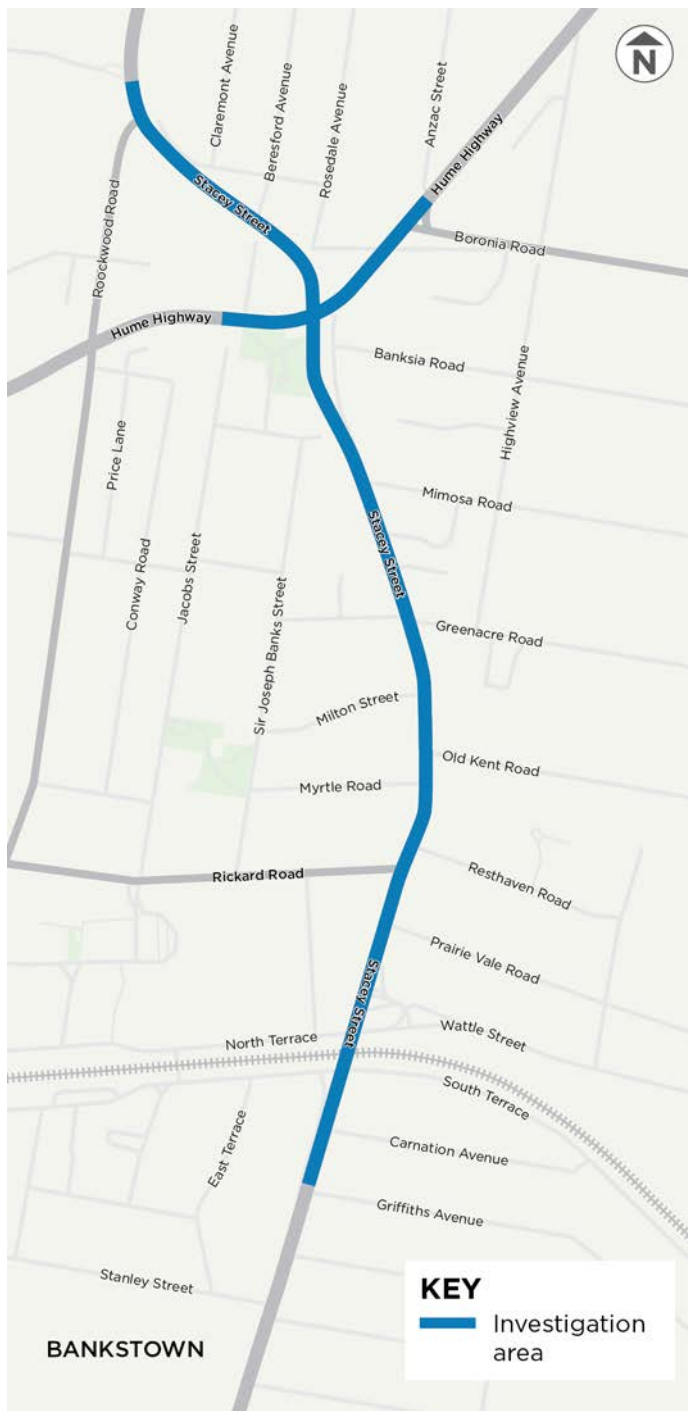 N
Claremont Avenue
Beresford Avenue
Rosedale Avenue
Anzac Street
Hume Highway
Stacey Street
Roockwood Road
Boronia Road
Hume Highway
Banksia Road
Highview Avenue
Price Lane
Mimosa Road
Stacey Street
Conway Road
Jacobs Street
Sir Joseph Banks Street
Greenacre Road
Milton Street
Old Kent Road
Myrtle Road
Rickard Road
Resthaven Road
Prairie Vale Road
Stacey Street
Wattle Street
North Terrace
South Terrace
East Terrace
Carnation Avenue
Griffiths Avenue
Stanley Street
BANKSTOWN
KEY
Investigation
area